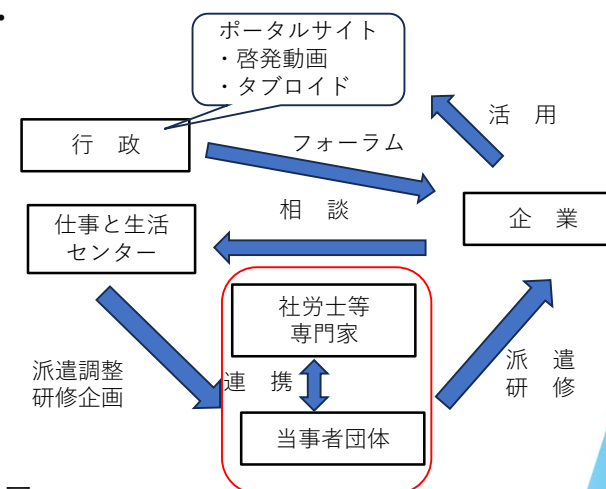 ポータルサイト
・啓発動画
・タブロイド
行　政
フォーラム
活　用
相　談
企　業
仕事と生活
センター
社労士等
専門家
派遣調整
研修企画
連　携
派　遣
研　修
当事者団体